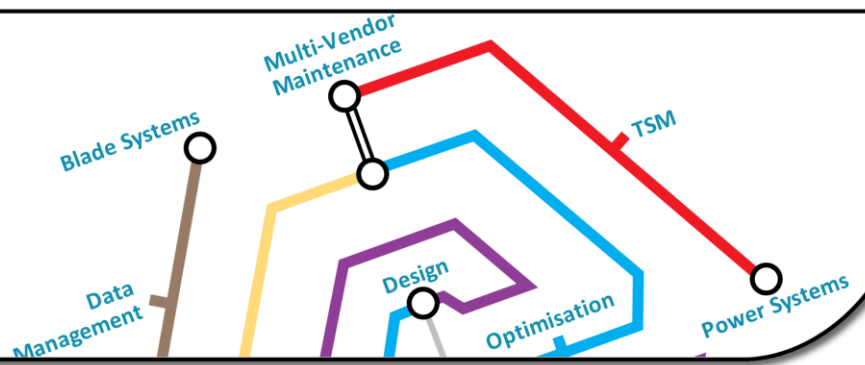 Multi-Vendor
Maintenance
Blade Systems
TSM
Data
Management
Design
Optimisation
Power Systems